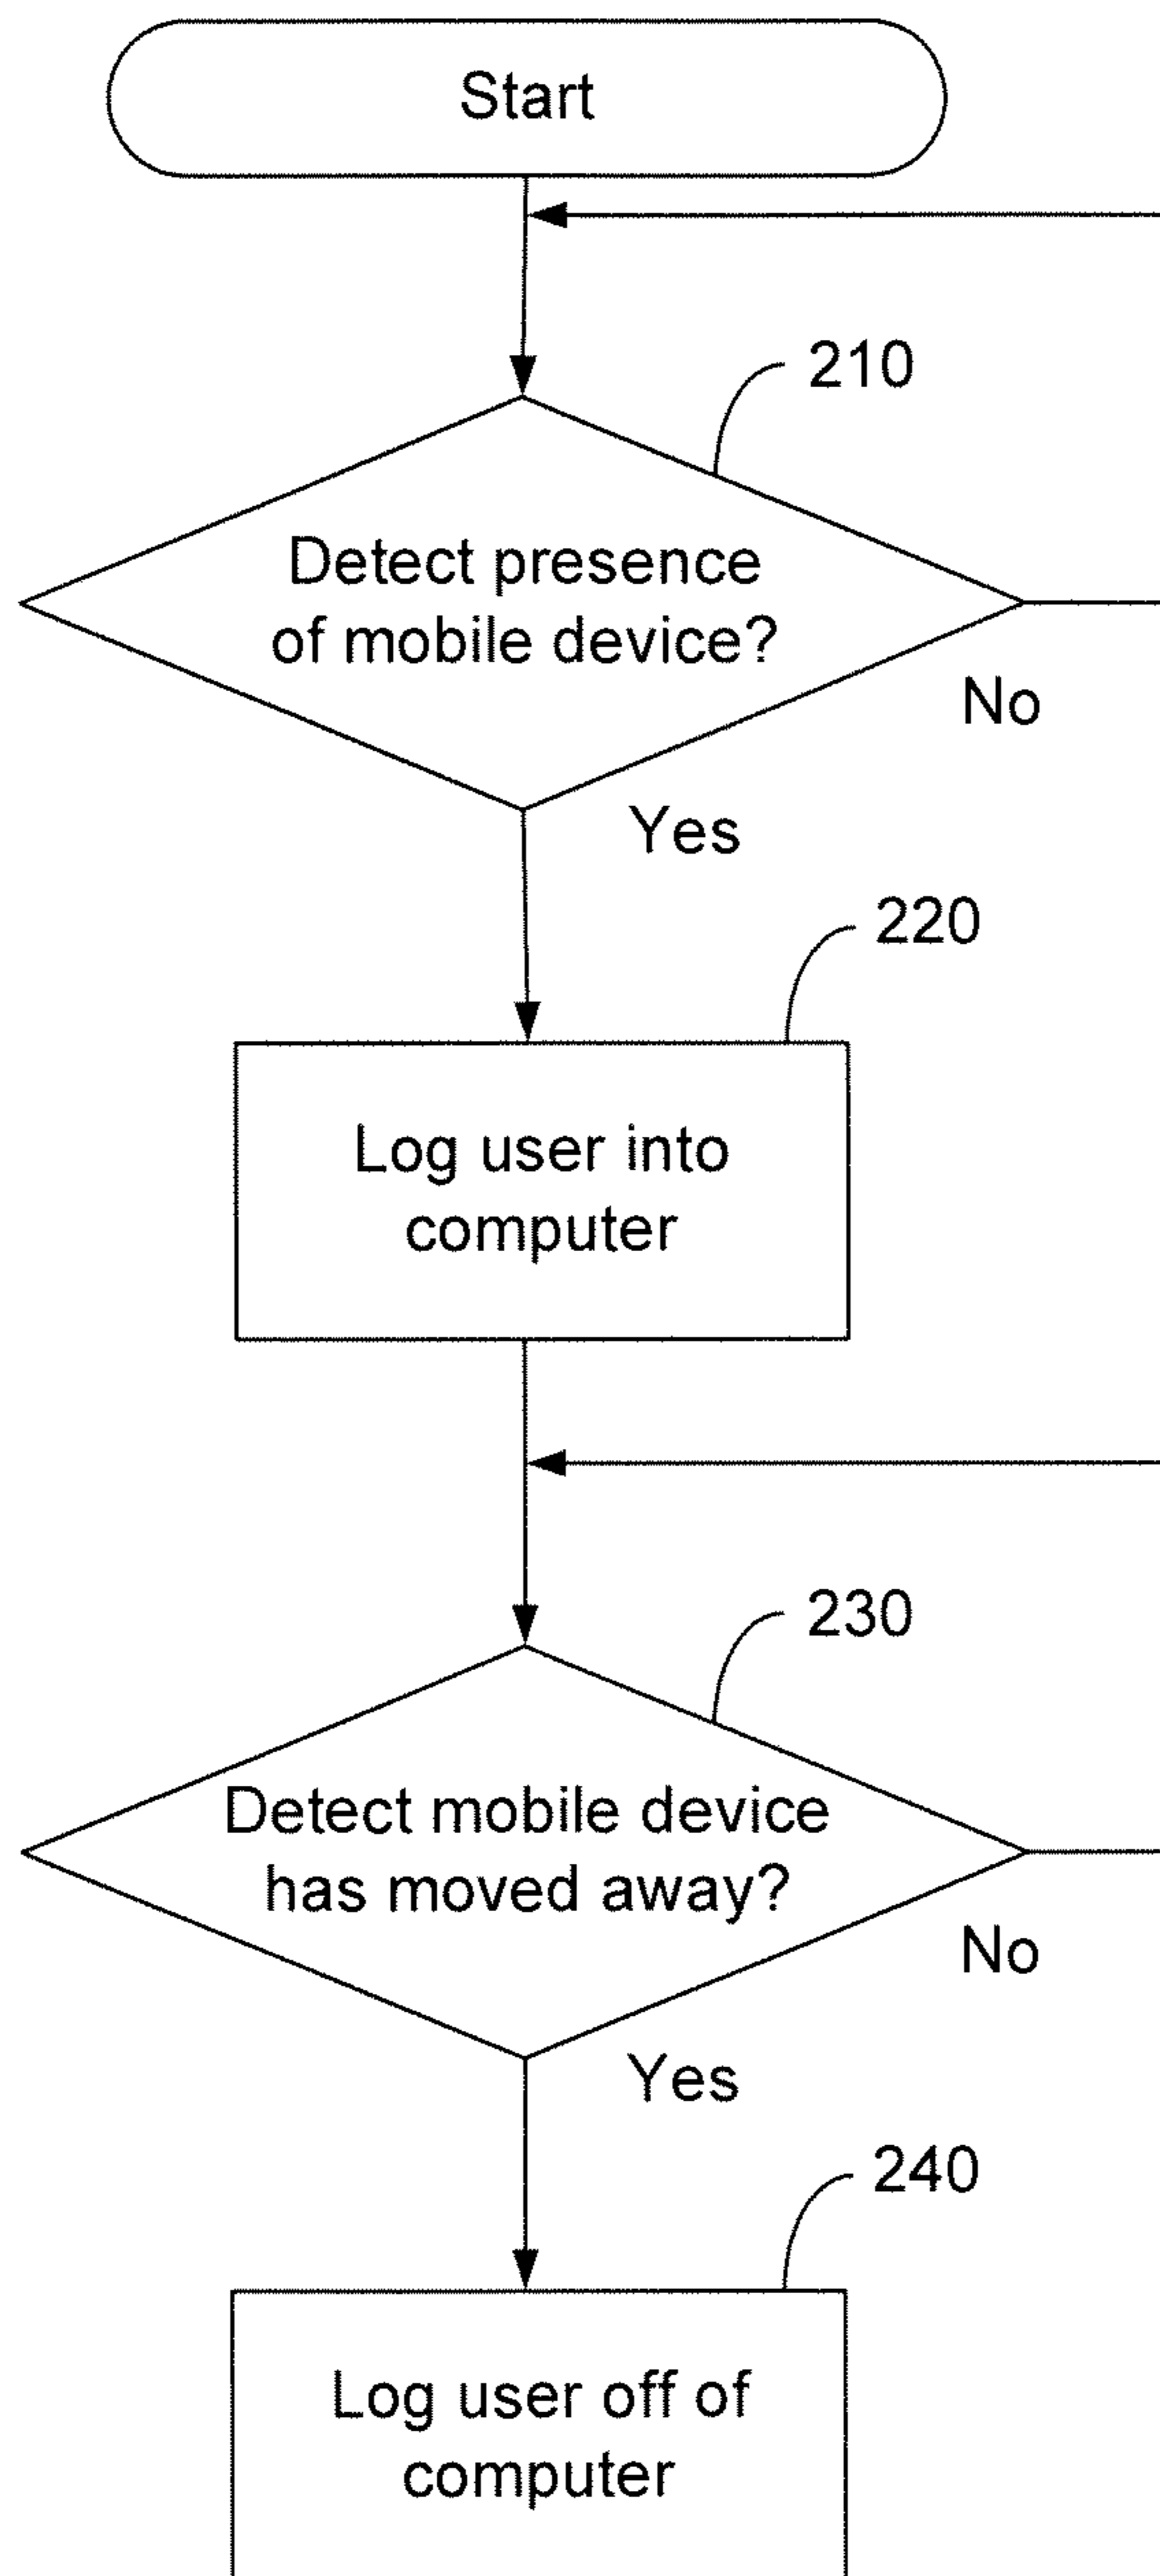 Start
210
Detect presence
of mobile device?
No
Yes
220
Log user into
computer
230
Detect mobile device
has moved away?
No
Yes
240
Log user off of
computer